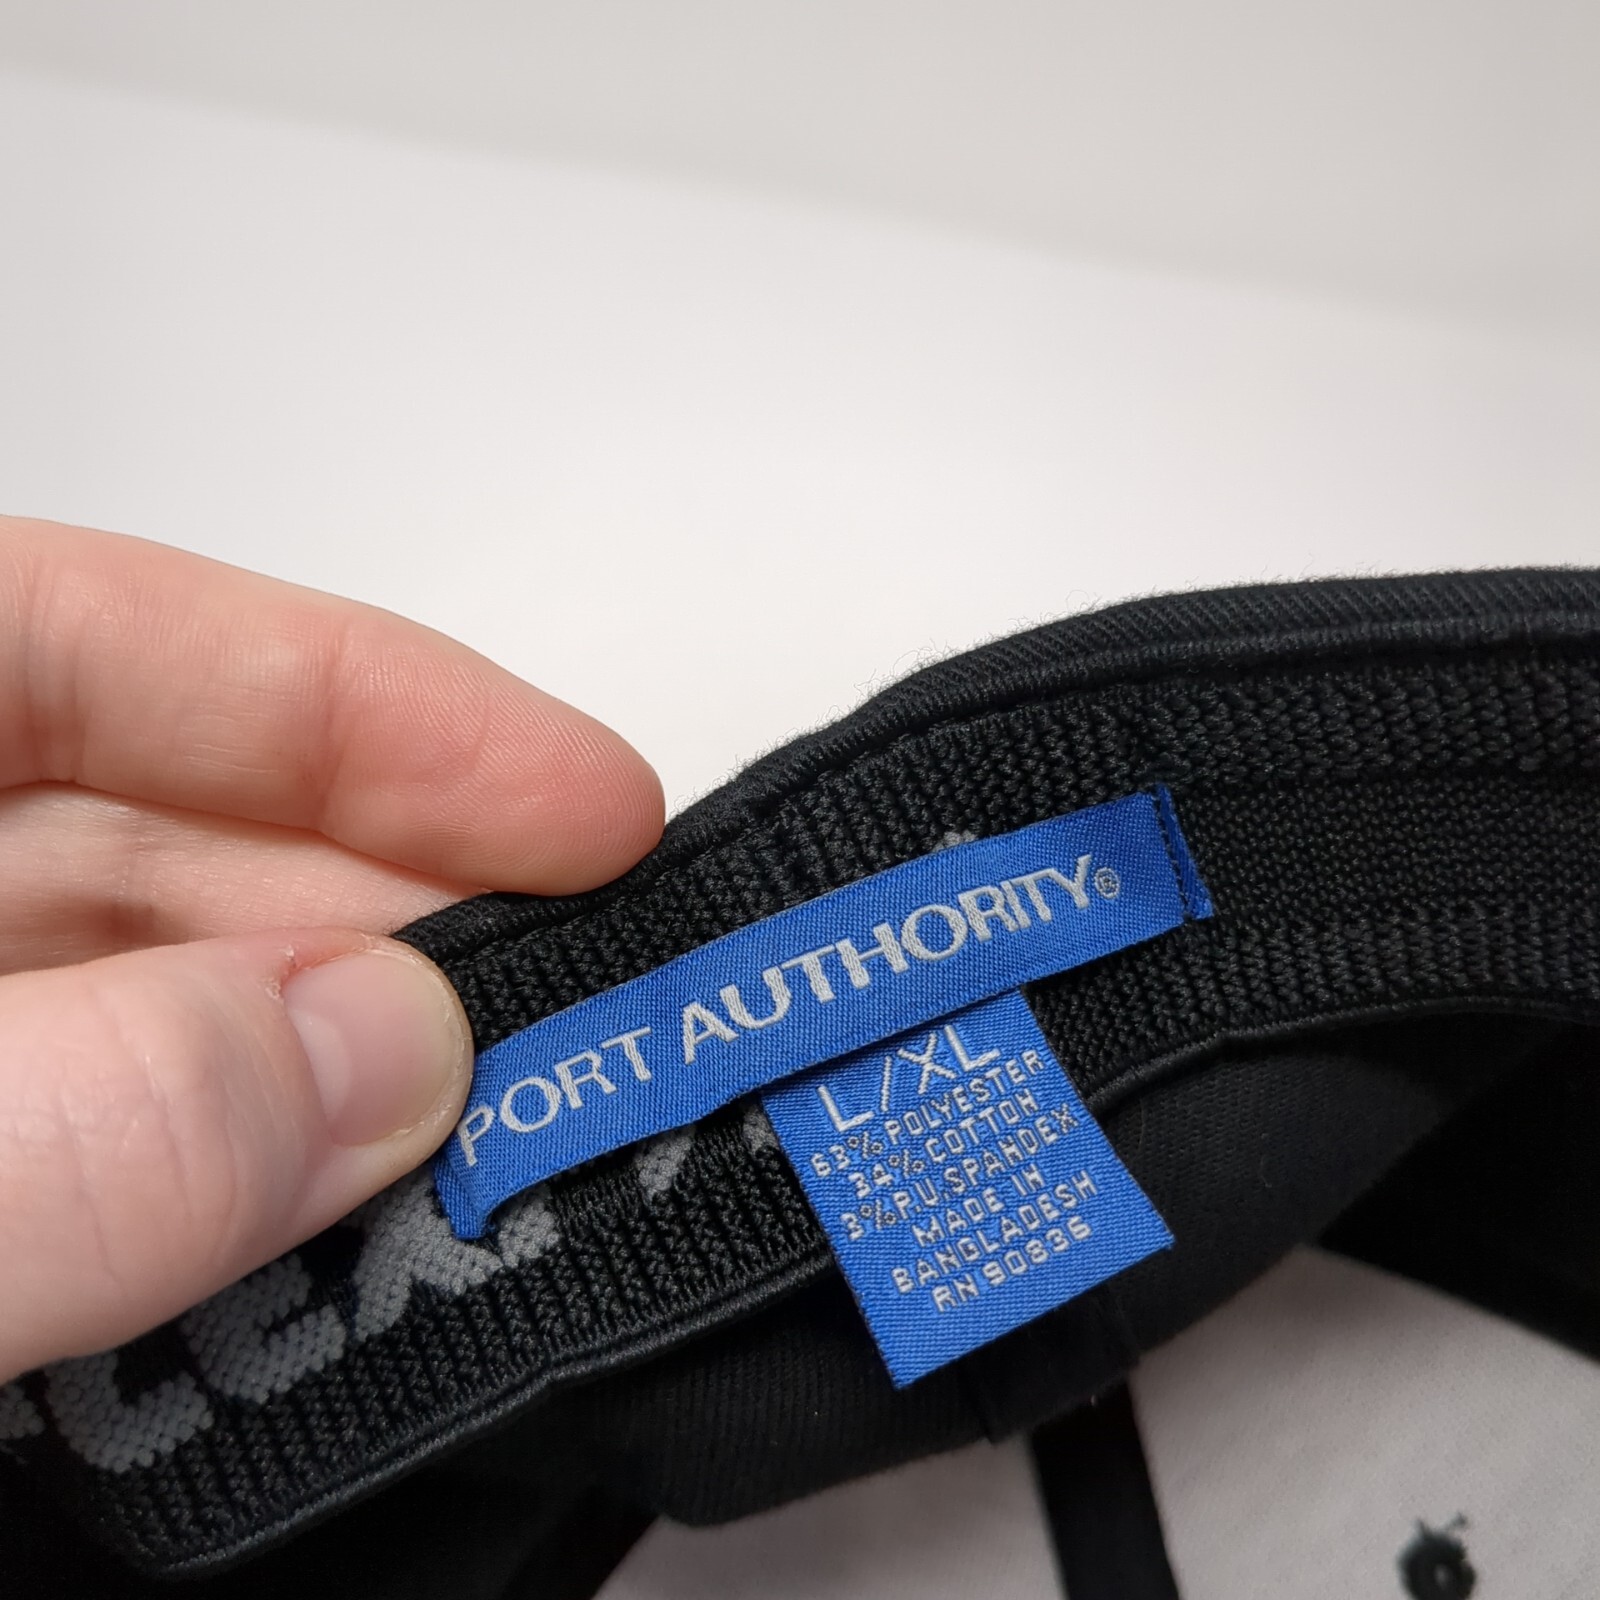 PORT AUTHORITY®
L/XL
63% POLYESTER
34% COTTON
3% P.U.SPANDEX
MADE IN
BANGLADESH
RN 90836